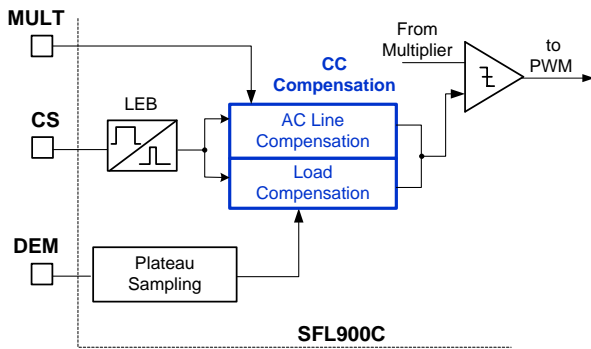 MULT
From
Multiplier
to
PWM
CC
Compensation
LEB
CS
AC Line
Compensation
Load
Compensation
DEM
Plateau
Sampling
SFL900C